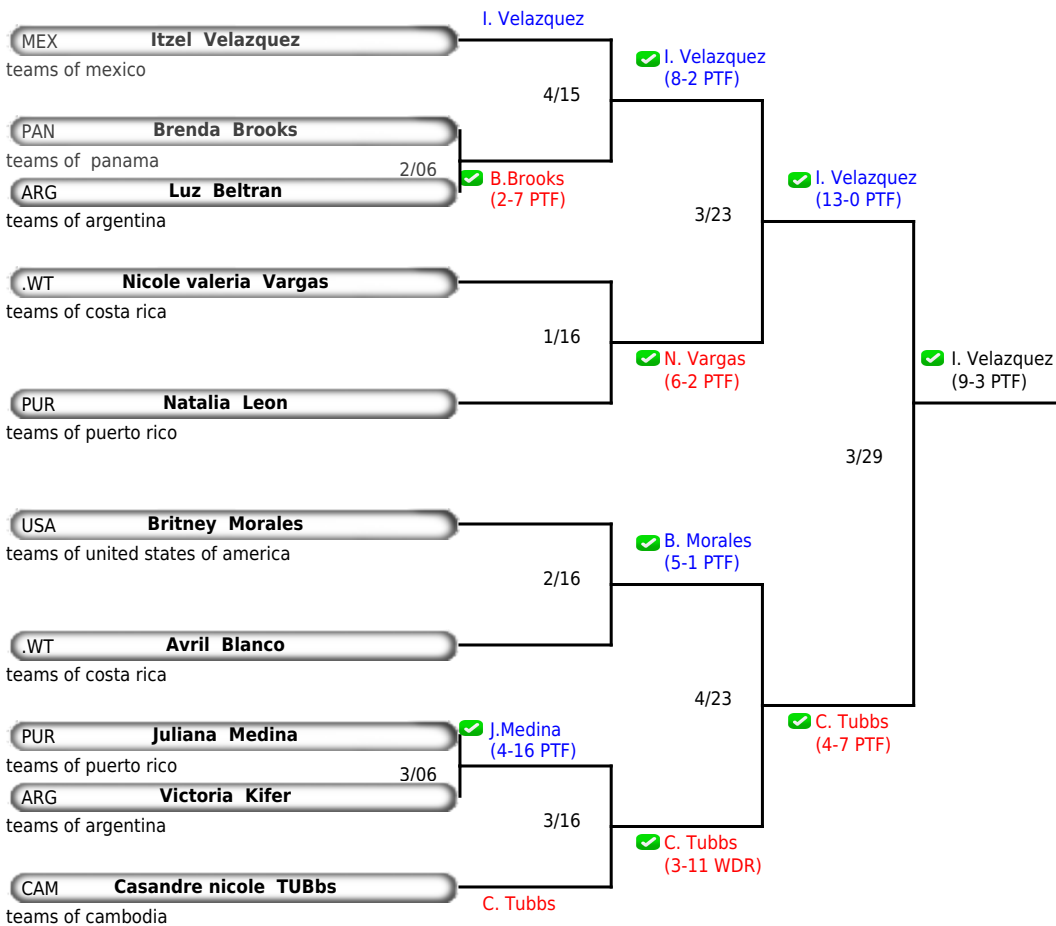 I. Velazquez
MEX Itzel Velazquez
teams of mexico
I. Velazquez
(8-2 PTF)
4/15
PAN Brenda Brooks
teams of panama
2/06
B.Brooks
(2-7 PTF)
ARG Luz Beltran
teams of argentina
I. Velazquez
(13-0 PTF)
3/23
.WT Nicole valeria Vargas
teams of costa rica
1/16
N. Vargas
(6-2 PTF)
I. Velazquez
(9-3 PTF)
PUR Natalia Leon
teams of puerto rico
3/29
USA Britney Morales
teams of united states of america
B. Morales
(5-1 PTF)
2/16
.WT Avril Blanco
teams of costa rica
4/23
C. Tubbs
(4-7 PTF)
PUR Juliana Medina
teams of puerto rico
J.Medina
(4-16 PTF)
3/06
ARG Victoria Kifer
teams of argentina
3/16
C. Tubbs
(3-11 WDR)
CAM Casandre nicole TUBbs
teams of cambodia
C. Tubbs